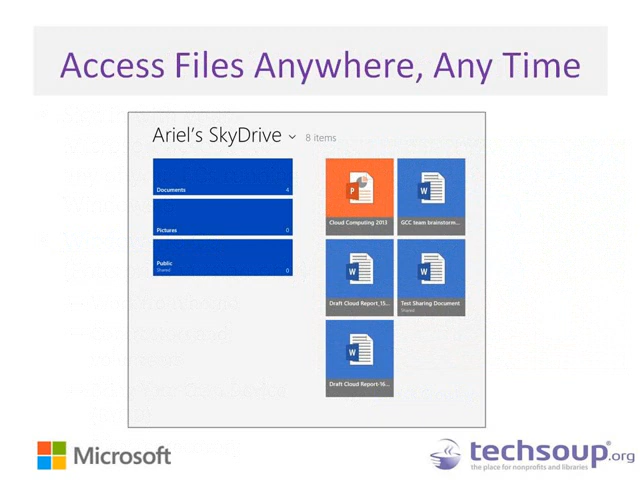 Access Files Anywhere, Any Time
Ariel's SkyDrive
8 items
Documents
4
Pictures
0
Public
Shared
0
P
Cloud Computing 2013
W
GCC team brainstorm...
W
Draft Cloud Report_15...
W
Test Sharing Document
Shared
W
Draft Cloud Report-16...
Microsoft
techsoup.org
the place for nonprofits and libraries